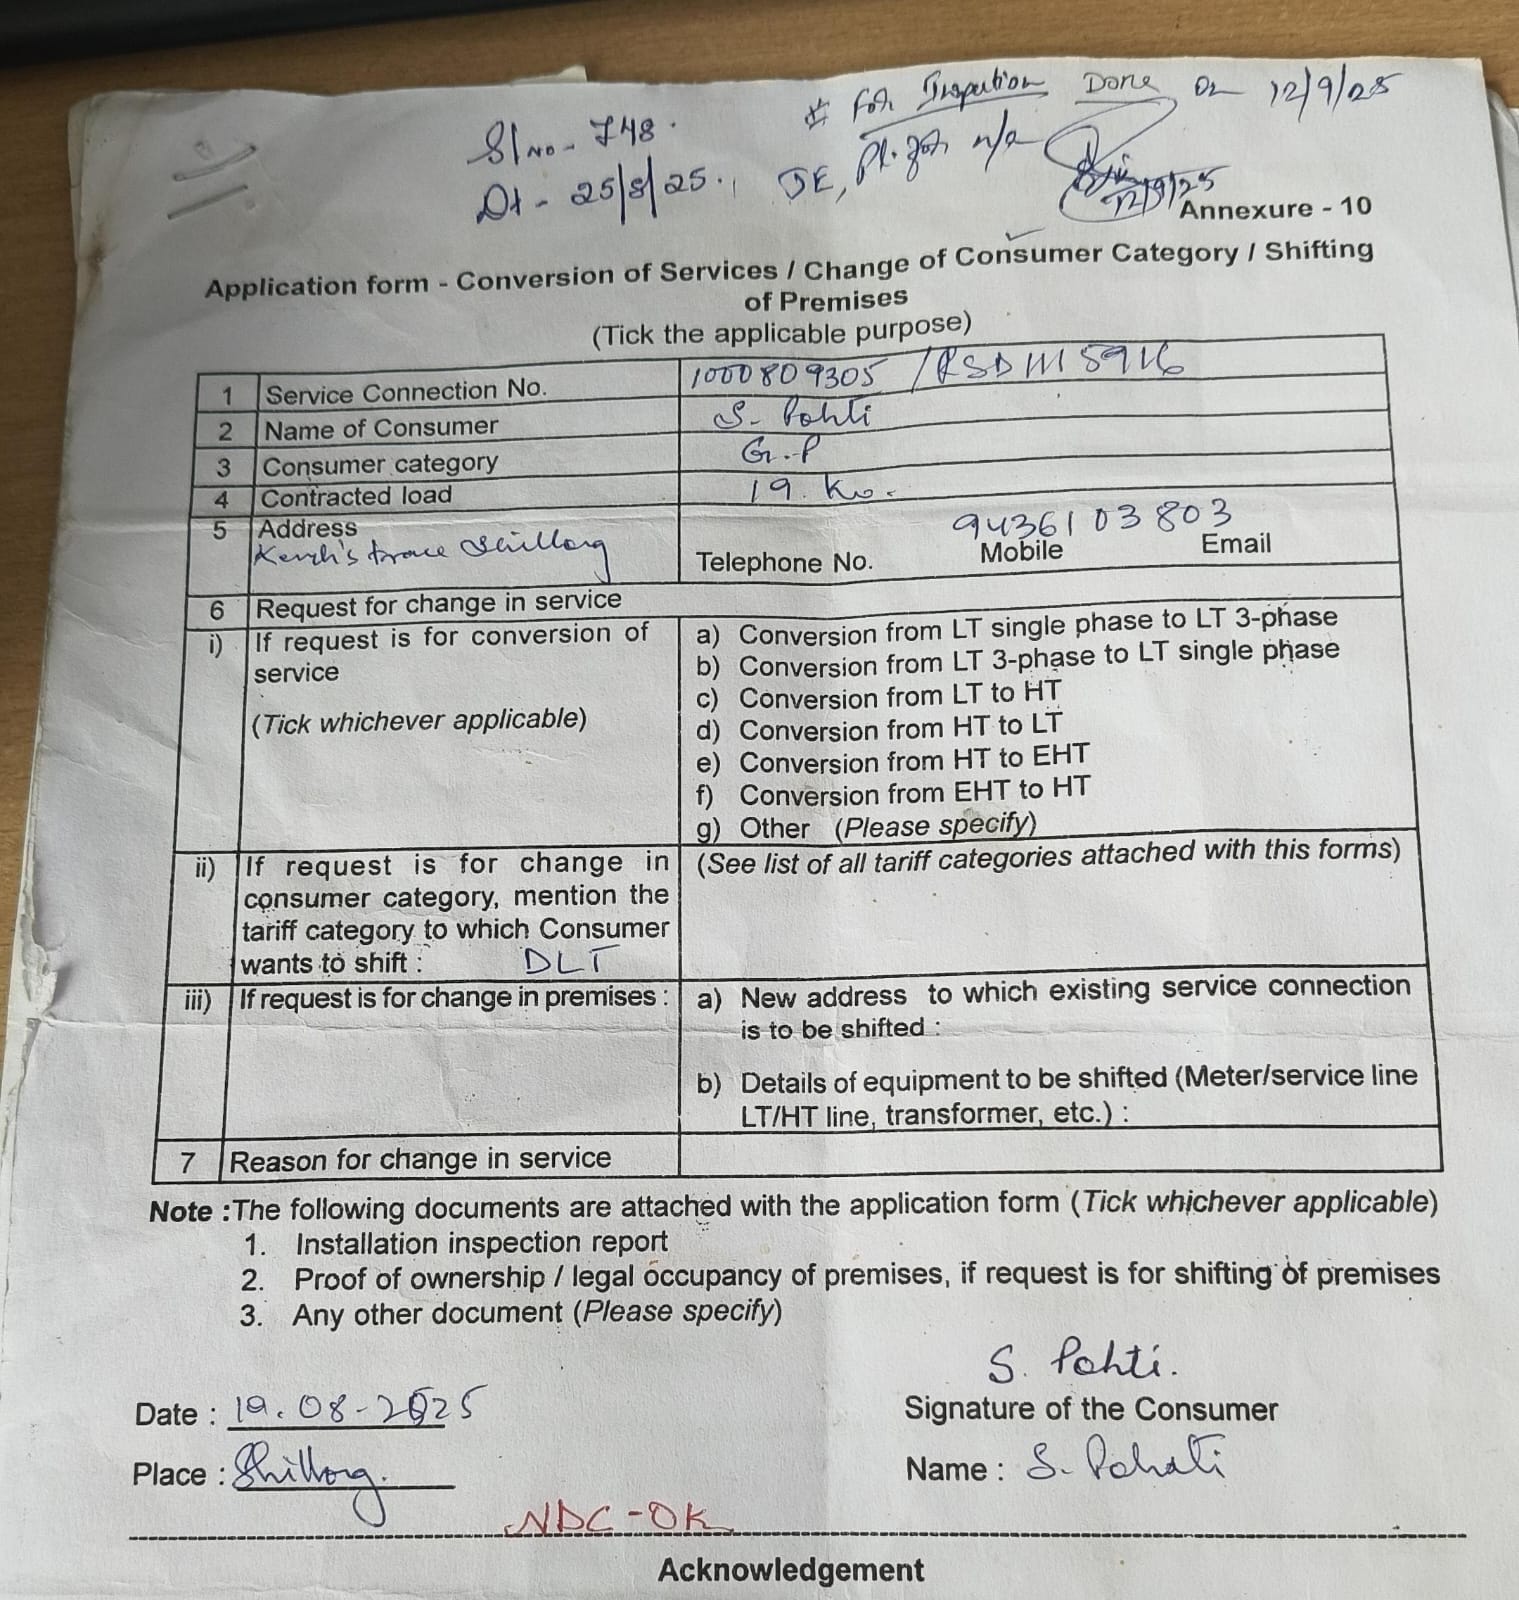 * For Inspection Done on 12/9/25
Sl No - 748.
Dt - 25/8/25.
JE, Pl. for n/a
12/9/25
Annexure - 10
Application form - Conversion of Services / Change of Consumer Category / Shifting
of Premises
(Tick the applicable purpose)
1 Service Connection No. 1000809305 /
2 Name of Consumer S. Pohti
3 Consumer category G.P
4 Contracted load 19. Kw.
5 Address 9436103803
Shillong Telephone No. Mobile Email
6 Request for change in service
i) If request is for conversion of a) Conversion from LT single phase to LT 3-phase
service b) Conversion from LT 3-phase to LT single phase
c) Conversion from LT to HT
(Tick whichever applicable) d) Conversion from HT to LT
e) Conversion from HT to EHT
f) Conversion from EHT to HT
g) Other (Please specify)
ii) If request is for change in (See list of all tariff categories attached with this forms)
consumer category, mention the
tariff category to which Consumer
wants to shift : DLT
iii) If request is for change in premises : a) New address to which existing service connection
is to be shifted :
b) Details of equipment to be shifted (Meter/service line
LT/HT line, transformer, etc.) :
7 Reason for change in service
Note :The following documents are attached with the application form (Tick whichever applicable)
1. Installation inspection report
2. Proof of ownership / legal occupancy of premises, if request is for shifting of premises
3. Any other document (Please specify)
S. Pohti.
Date : 19.08-2025 Signature of the Consumer
Place : Shillong. Name : S. Pohati
NDC-OK
Acknowledgement